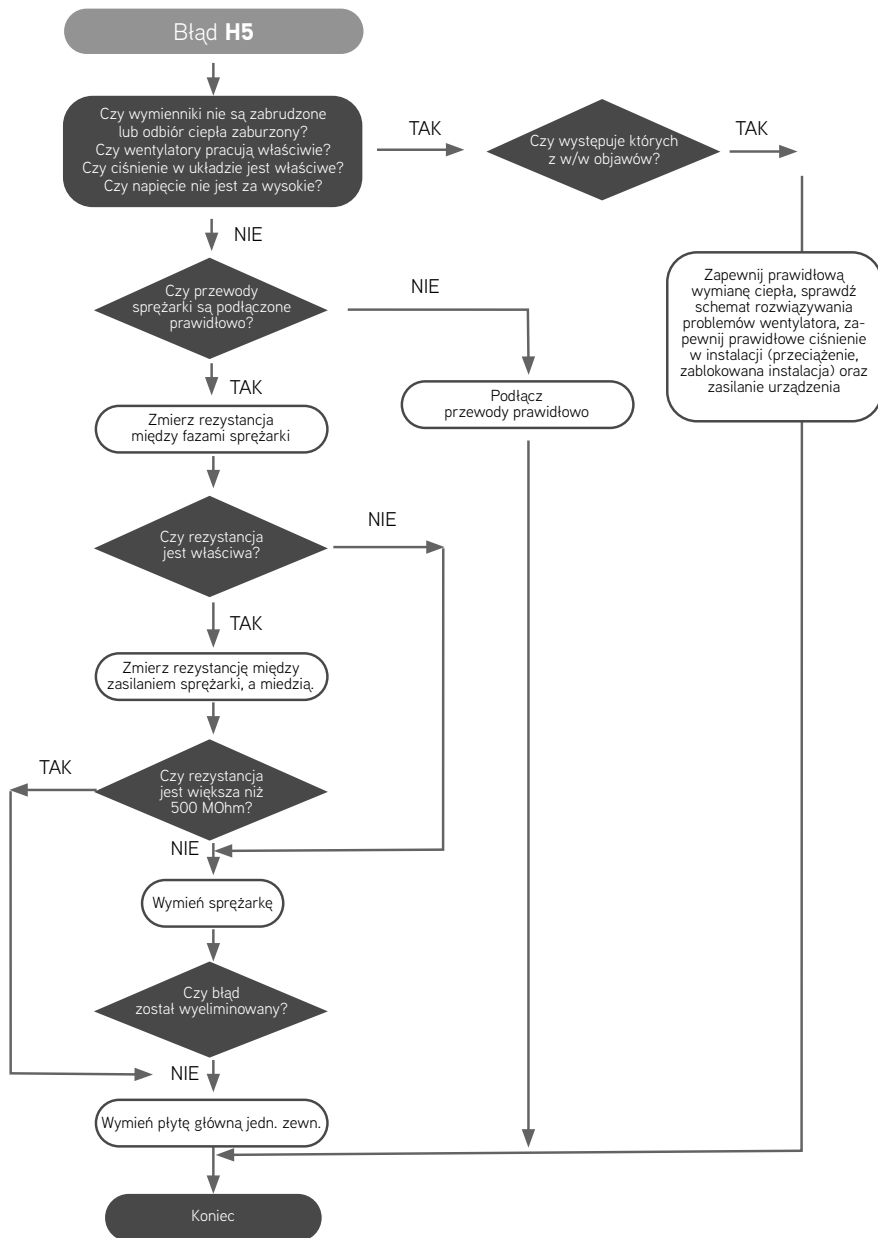 Błąd H5
Czy wymienniki nie są zabrudzone
lub odbiór ciepła zaburzony?
Czy wentylatory pracują właściwie?
Czy ciśnienie w układzie jest właściwe?
Czy napięcie nie jest za wysokie?
TAK
Czy występuje których
z w/w objawów?
TAK
NIE
Zapewnij prawidłową
wymianę ciepła, sprawdź
schemat rozwiązywania
problemów wentylatora, za-
pewnij prawidłowe ciśnienie
w instalacji (przeciążenie,
zablokowana instalacja) oraz
zasilanie urządzenia
Czy przewody
sprężarki są podłączone
prawidłowo?
NIE
TAK
Podłącz
przewody prawidłowo
Zmierz rezystancja
między fazami sprężarki
Czy rezystancja
jest właściwa?
NIE
TAK
Zmierz rezystancję między
zasilaniem sprężarki, a miedzią.
TAK
Czy rezystancja
jest większa niż
500 MOhm?
NIE
Wymień sprężarkę
Czy błąd
został wyeliminowany?
NIE
Wymień płytę główną jedn. zewn.
Koniec